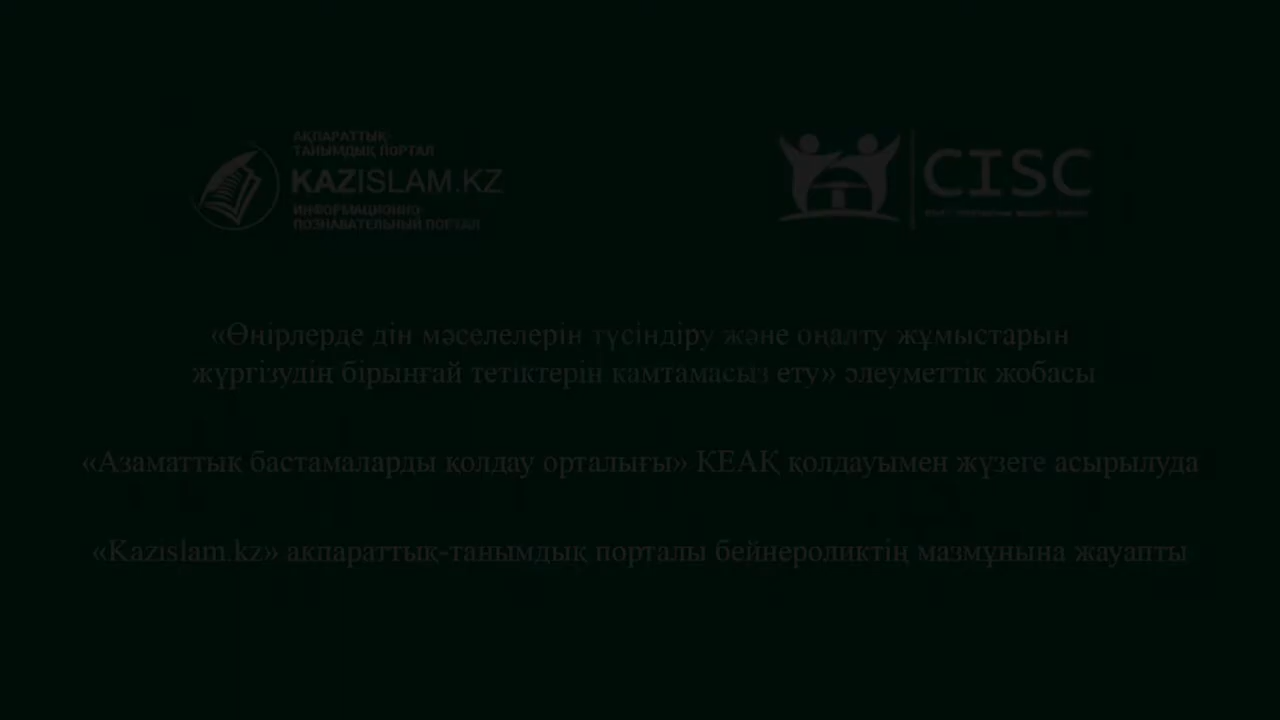 АҚПАРАТТЫҚ-
ТАНЫМДЫҚ ПОРТАЛ
KAZISLAM.KZ
ИНФОРМАЦИОННО-
ПОЗНАВАТЕЛЬНЫЙ ПОРТАЛ
CISC
«Өңірлерде дін мәселелерін түсіндіру және оңалту жұмыстарын
жүргізудің бірыңғай тетіктерін камтамасыз ету» әлеуметтік жобасы
«Азаматтық бастамаларды қолдау орталығы» КЕАҚ қолдауымен жүзеге асырылуда
«Kazislam.kz» ақпараттық-танымдық порталы бейнероликтің мазмұнына жауапты